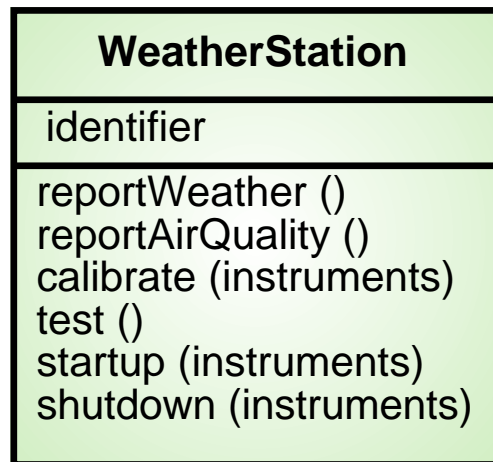 WeatherStation
identifier
reportWeather ()
reportAirQuality ()
calibrate (instruments)
test ()
startup (instruments)
shutdown (instruments)